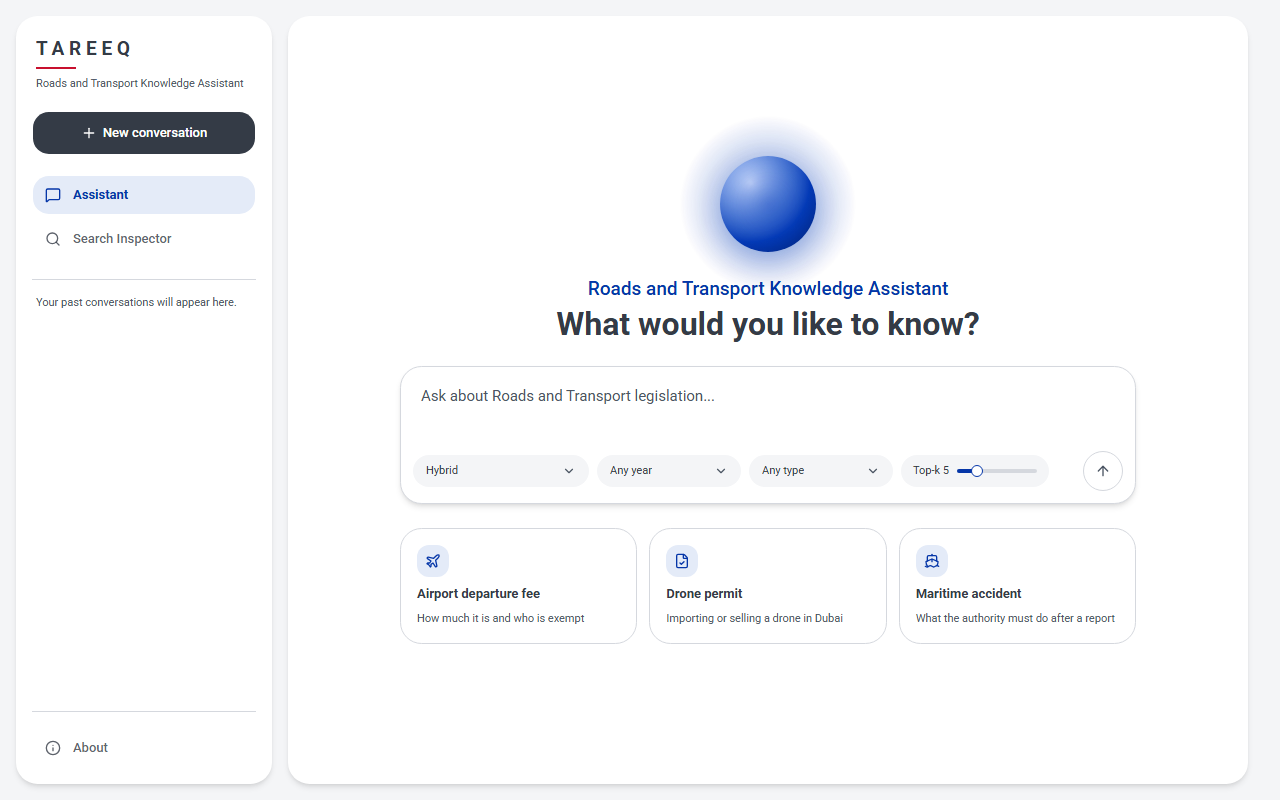 TAREEQ
Roads and Transport Knowledge Assistant
New conversation
Assistant
Search Inspector
Your past conversations will appear here.
About
Roads and Transport Knowledge Assistant
What would you like to know?
Ask about Roads and Transport legislation...
Hybrid
Any year
Any type
Top-k 5
Airport departure fee
How much it is and who is exempt
Drone permit
Importing or selling a drone in Dubai
Maritime accident
What the authority must do after a report